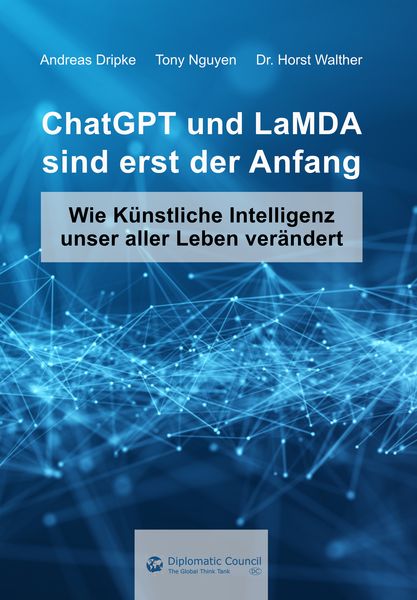 Andreas Dripke Tony Nguyen Dr. Horst Walther
ChatGPT und LaMDA
sind erst der Anfang
Wie Künstliche Intelligenz
unser aller Leben verändert
Diplomatic Council
The Global Think Tank DC